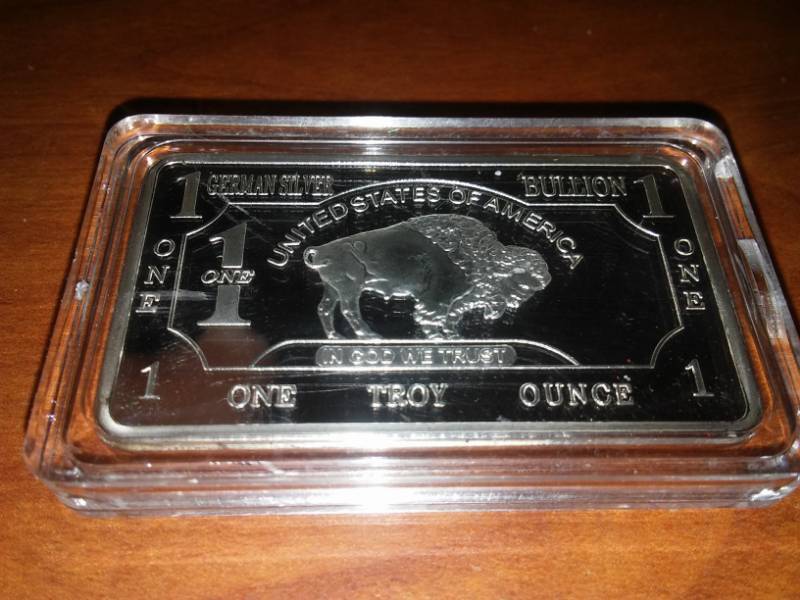 1 GERMAN SILVER BULLION 1
UNITED STATES OF AMERICA
ONE
1
ONE
ONE
IN GOD WE TRUST
1 ONE TROY OUNCE 1